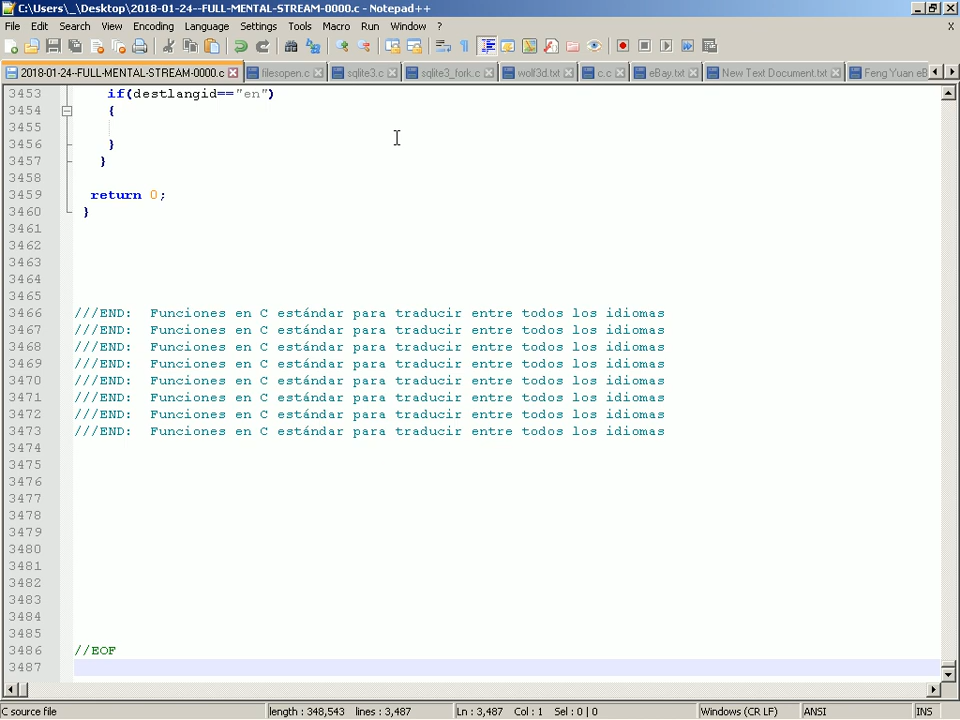 C:\Users\_\Desktop\2018-01-24--FULL-MENTAL-STREAM-0000.c - Notepad++
File Edit Search View Encoding Language Settings Tools Macro Run Window ? X
2018-01-24--FULL-MENTAL-STREAM-0000.c filesopen.c sqlite3.c sqlite3_fork.c wolf3d.txt c.c eBay.txt New Text Document.txt Feng Yuan eB
3453 if(destlangid=="en")
3454 {
3455
3456 }
3457 }
3458
3459 return 0;
3460 }
3461
3462
3463
3464
3465
3466 ///END: Funciones en C estándar para traducir entre todos los idiomas
3467 ///END: Funciones en C estándar para traducir entre todos los idiomas
3468 ///END: Funciones en C estándar para traducir entre todos los idiomas
3469 ///END: Funciones en C estándar para traducir entre todos los idiomas
3470 ///END: Funciones en C estándar para traducir entre todos los idiomas
3471 ///END: Funciones en C estándar para traducir entre todos los idiomas
3472 ///END: Funciones en C estándar para traducir entre todos los idiomas
3473 ///END: Funciones en C estándar para traducir entre todos los idiomas
3474
3475
3476
3477
3478
3479
3480
3481
3482
3483
3484
3485
3486 //EOF
3487
C source file length : 348,543 lines : 3,487 Ln : 3,487 Col : 1 Sel : 0 | 0 Windows (CR LF) ANSI INS